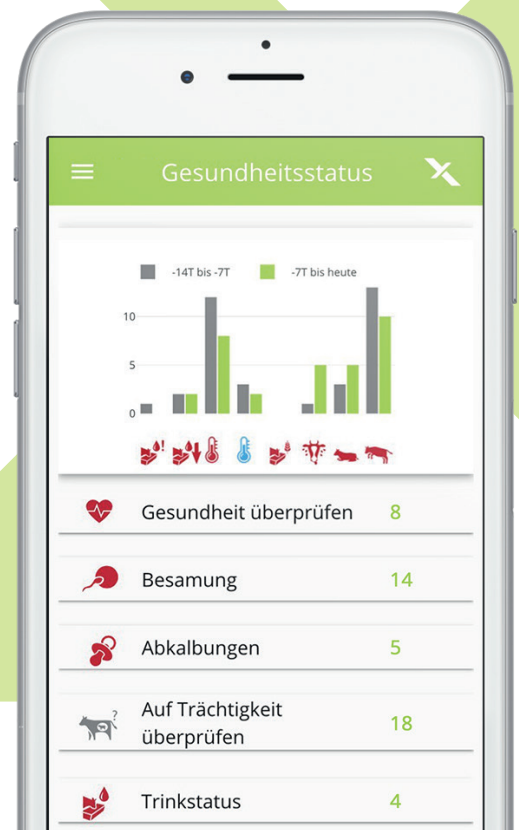 Gesundheitsstatus
-14T bis -7T
-7T bis heute
10
5
0
Gesundheit überprüfen 8
Besamung 14
Abkalbungen 5
Auf Trächtigkeit
überprüfen 18
Trinkstatus 4